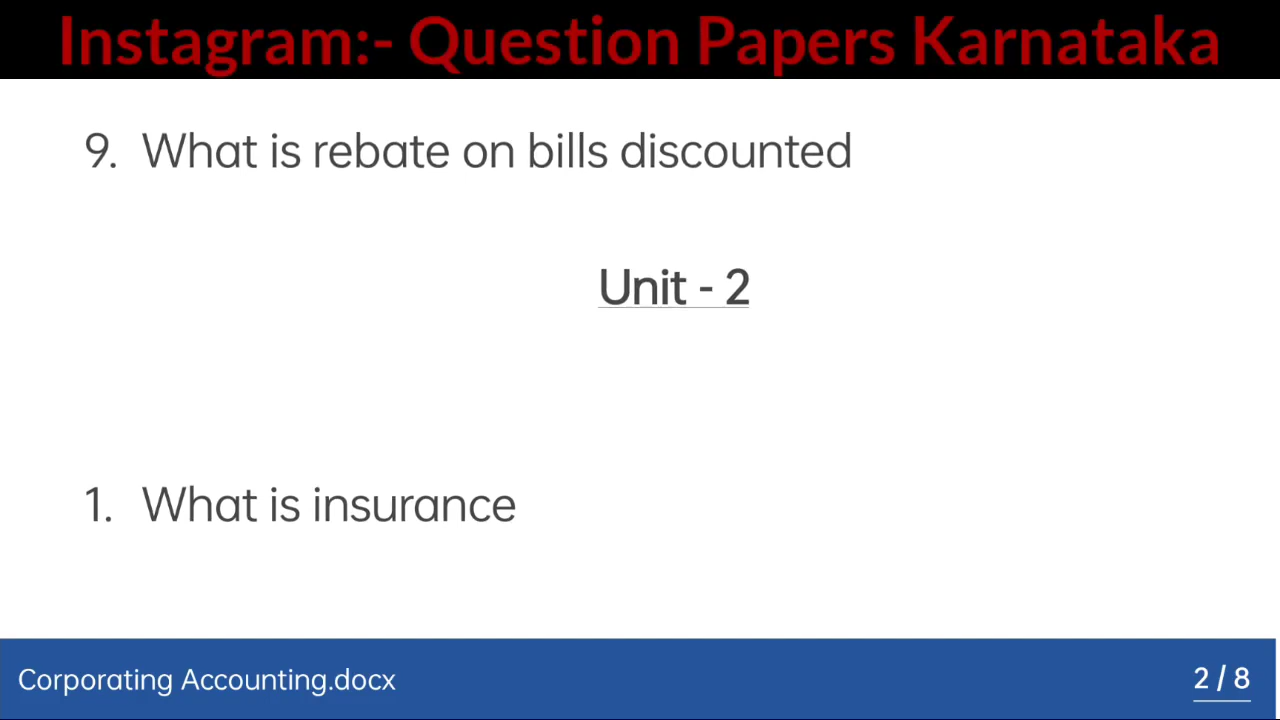 Instagram:- Question Papers Karnataka
9. What is rebate on bills discounted
Unit - 2
1. What is insurance
Corporating Accounting.docx
2 / 8